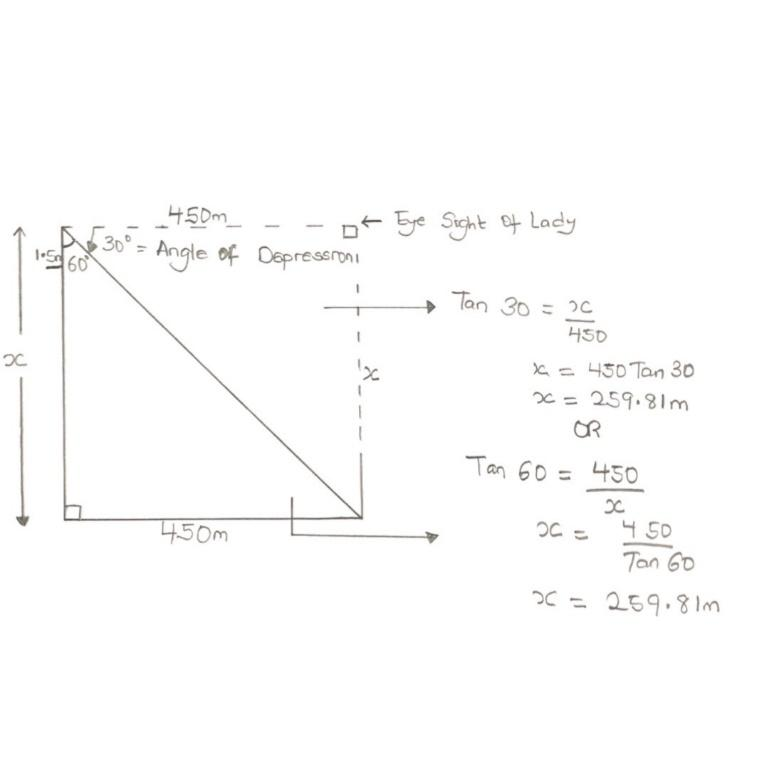 450m
← Eye Sight Of Lady
1.5m
60°
30° = Angle of Depression
x
x
450m
Tan 30 = x/450
x = 450 Tan 30
x = 259.81m
OR
Tan 60 = 450/x
x = 450/Tan 60
x = 259.81m